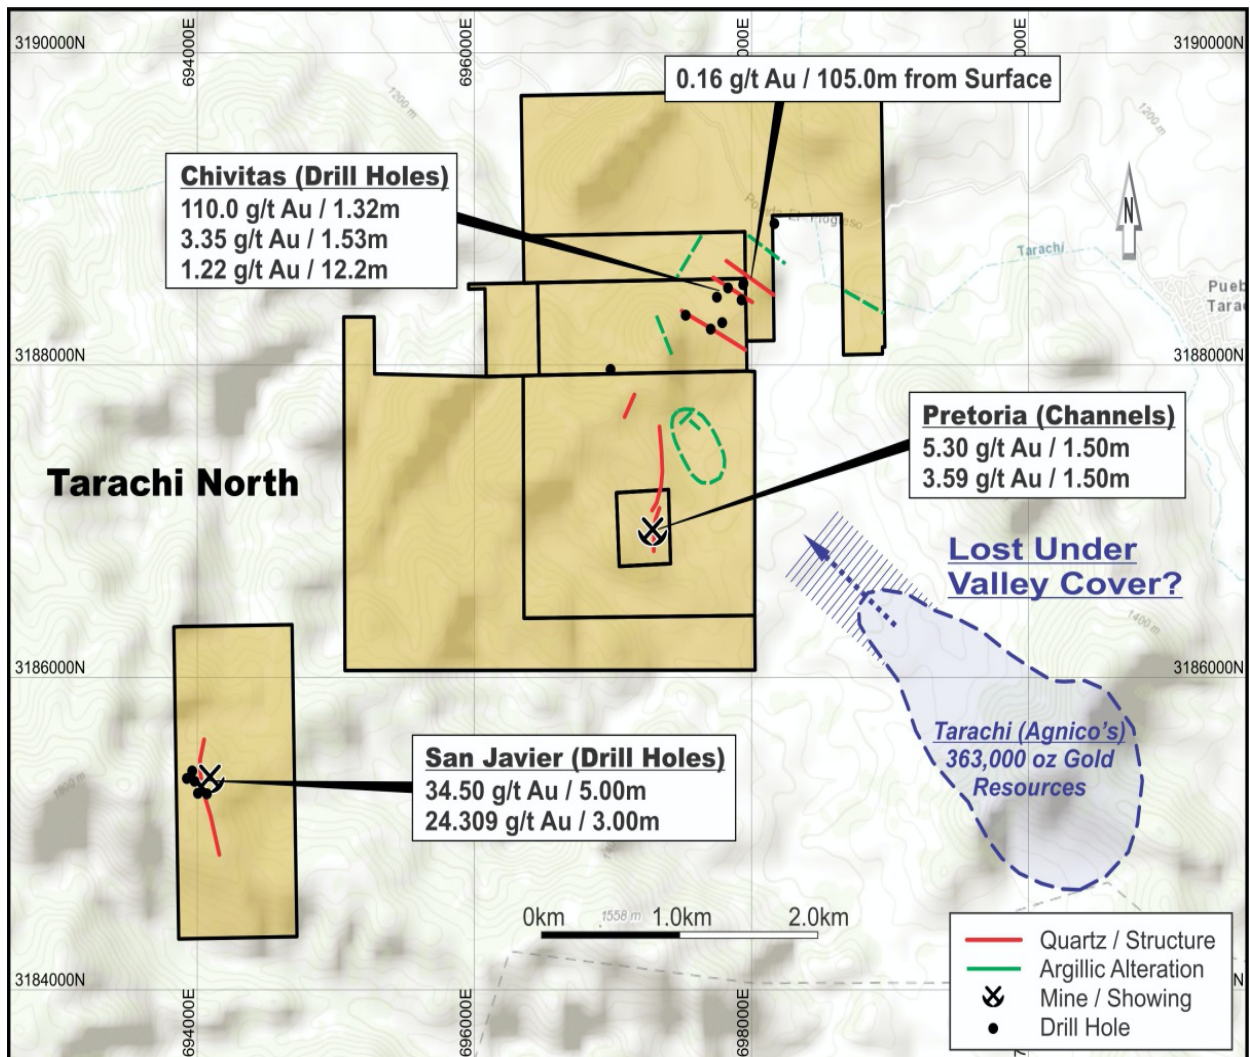 694000E
696000E
3190000N
3190000N
0.16 g/t Au / 105.0m from Surface
1200 m
1200 m
Chivitas (Drill Holes)
110.0 g/t Au / 1.32m
3.35 g/t Au / 1.53m
1.22 g/t Au / 12.2m
N
Tarachi
3188000N
3188000N
Pretoria (Channels)
5.30 g/t Au / 1.50m
3.59 g/t Au / 1.50m
Tarachi North
Lost Under
Valley Cover?
1400 m
3186000N
3186000N
Tarachi (Agnico's)
363,000 oz Gold
Resources
San Javier (Drill Holes)
34.50 g/t Au / 5.00m
24.309 g/t Au / 3.00m
0km 1.0km 2.0km
1558 m
3184000N
694000E
696000E
698000E
Quartz / Structure
Argillic Alteration
Mine / Showing
Drill Hole